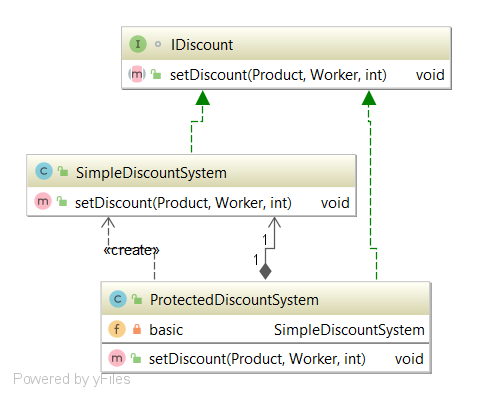 I IDiscount
m setDiscount(Product, Worker, int) void
C SimpleDiscountSystem
m setDiscount(Product, Worker, int) void
«create»
1
1
C ProtectedDiscountSystem
f basic SimpleDiscountSystem
m setDiscount(Product, Worker, int) void
Powered by yFiles